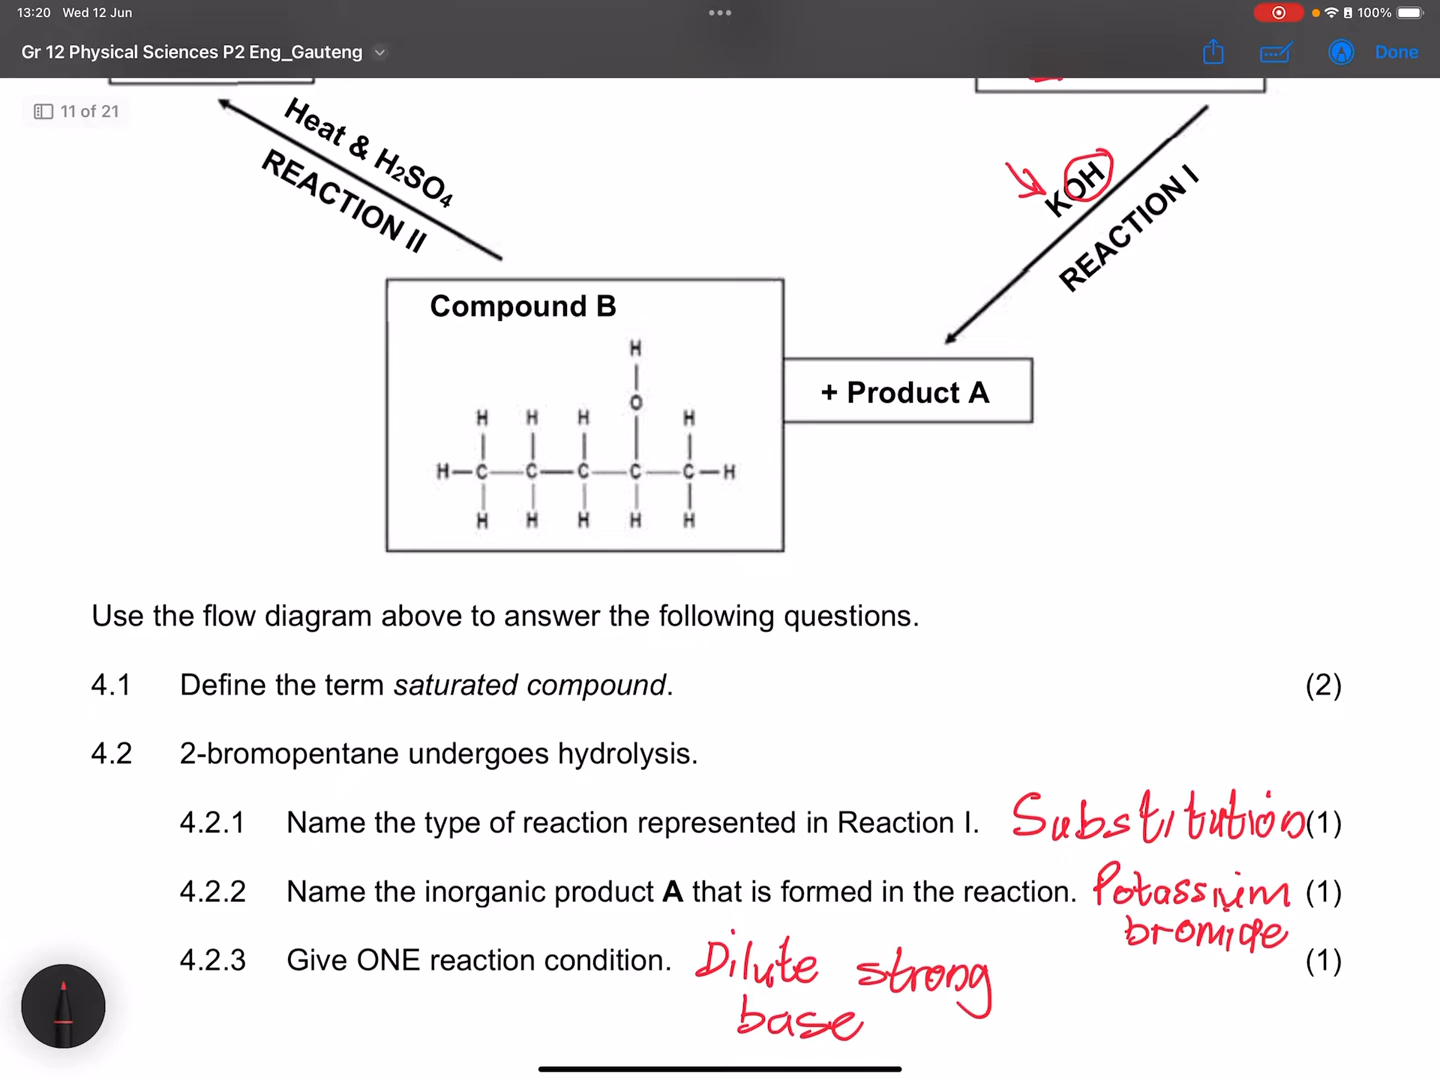 13:20 Wed 12 Jun
100%
Gr 12 Physical Sciences P2 Eng_Gauteng
Done
11 of 21
Heat & H₂SO₄
REACTION II
KOH
REACTION I
Compound B
H
O
H H H H
H-C-C-C-C-C-H
H H H H H
+ Product A
Use the flow diagram above to answer the following questions.
4.1 Define the term saturated compound. (2)
4.2 2-bromopentane undergoes hydrolysis.
4.2.1 Name the type of reaction represented in Reaction I. Substitution (1)
4.2.2 Name the inorganic product A that is formed in the reaction. Potassium (1)
bromide
4.2.3 Give ONE reaction condition. Dilute strong (1)
base